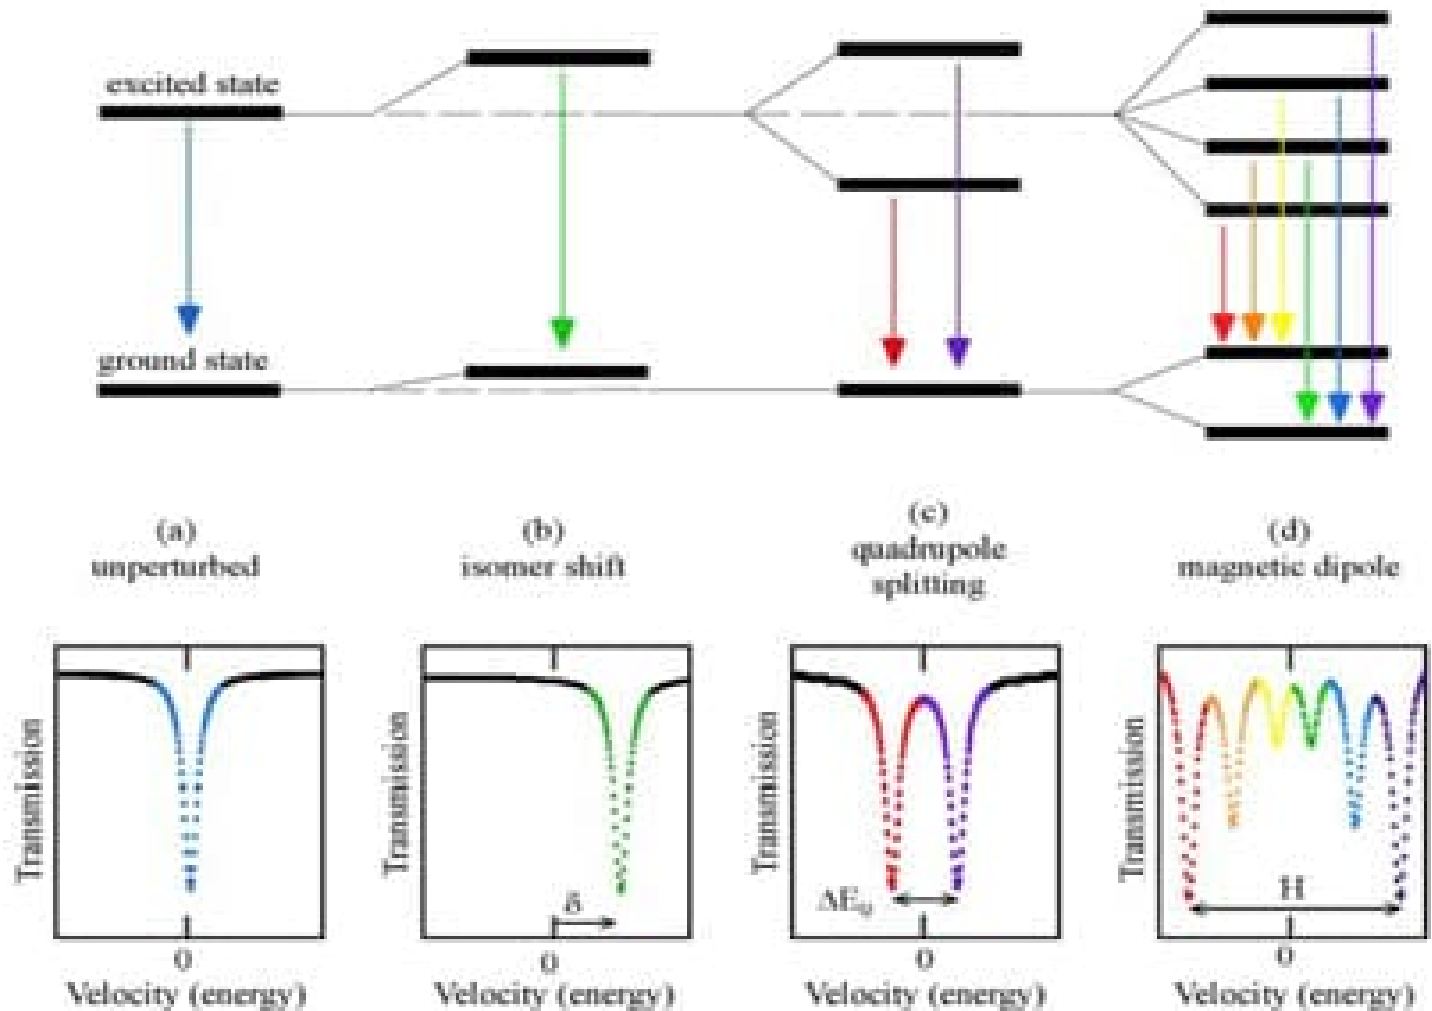 excited state
ground state
(a)
unperturbed
(b)
isomer shift
(c)
quadrupole
splitting
(d)
magnetic dipole
Transmission
0
Velocity (energy)
Transmission
δ
0
Velocity (energy)
Transmission
ΔE
0
Velocity (energy)
Transmission
H
0
Velocity (energy)